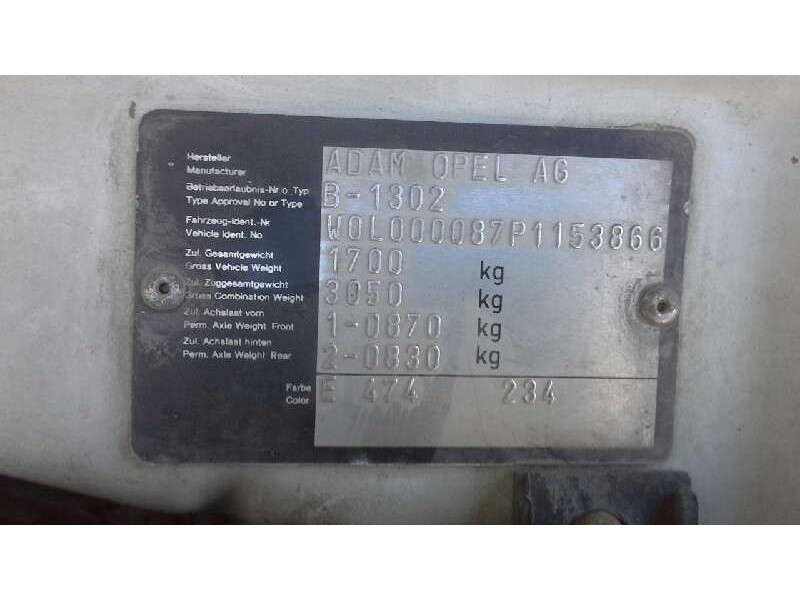 Hersteller
Manufacturer
ADAM OPEL AG
Betriebserlaubnis-Nr o. Typ
Type Approval No or Type
B-1302
Fahrzeug-Ident.-Nr
Vehicle Ident. No
W0L000087P1153866
Zul. Gesamtgewicht
Gross Vehicle Weight
1700 kg
Zul. Zuggesamtgewicht
Gross Combination Weight
3050 kg
Zul. Achslast vorn
Perm. Axle Weight Front
1-0870 kg
Zul. Achslast hinten
Perm. Axle Weight Rear
2-0830 kg
Farbe
Color
E 474 234